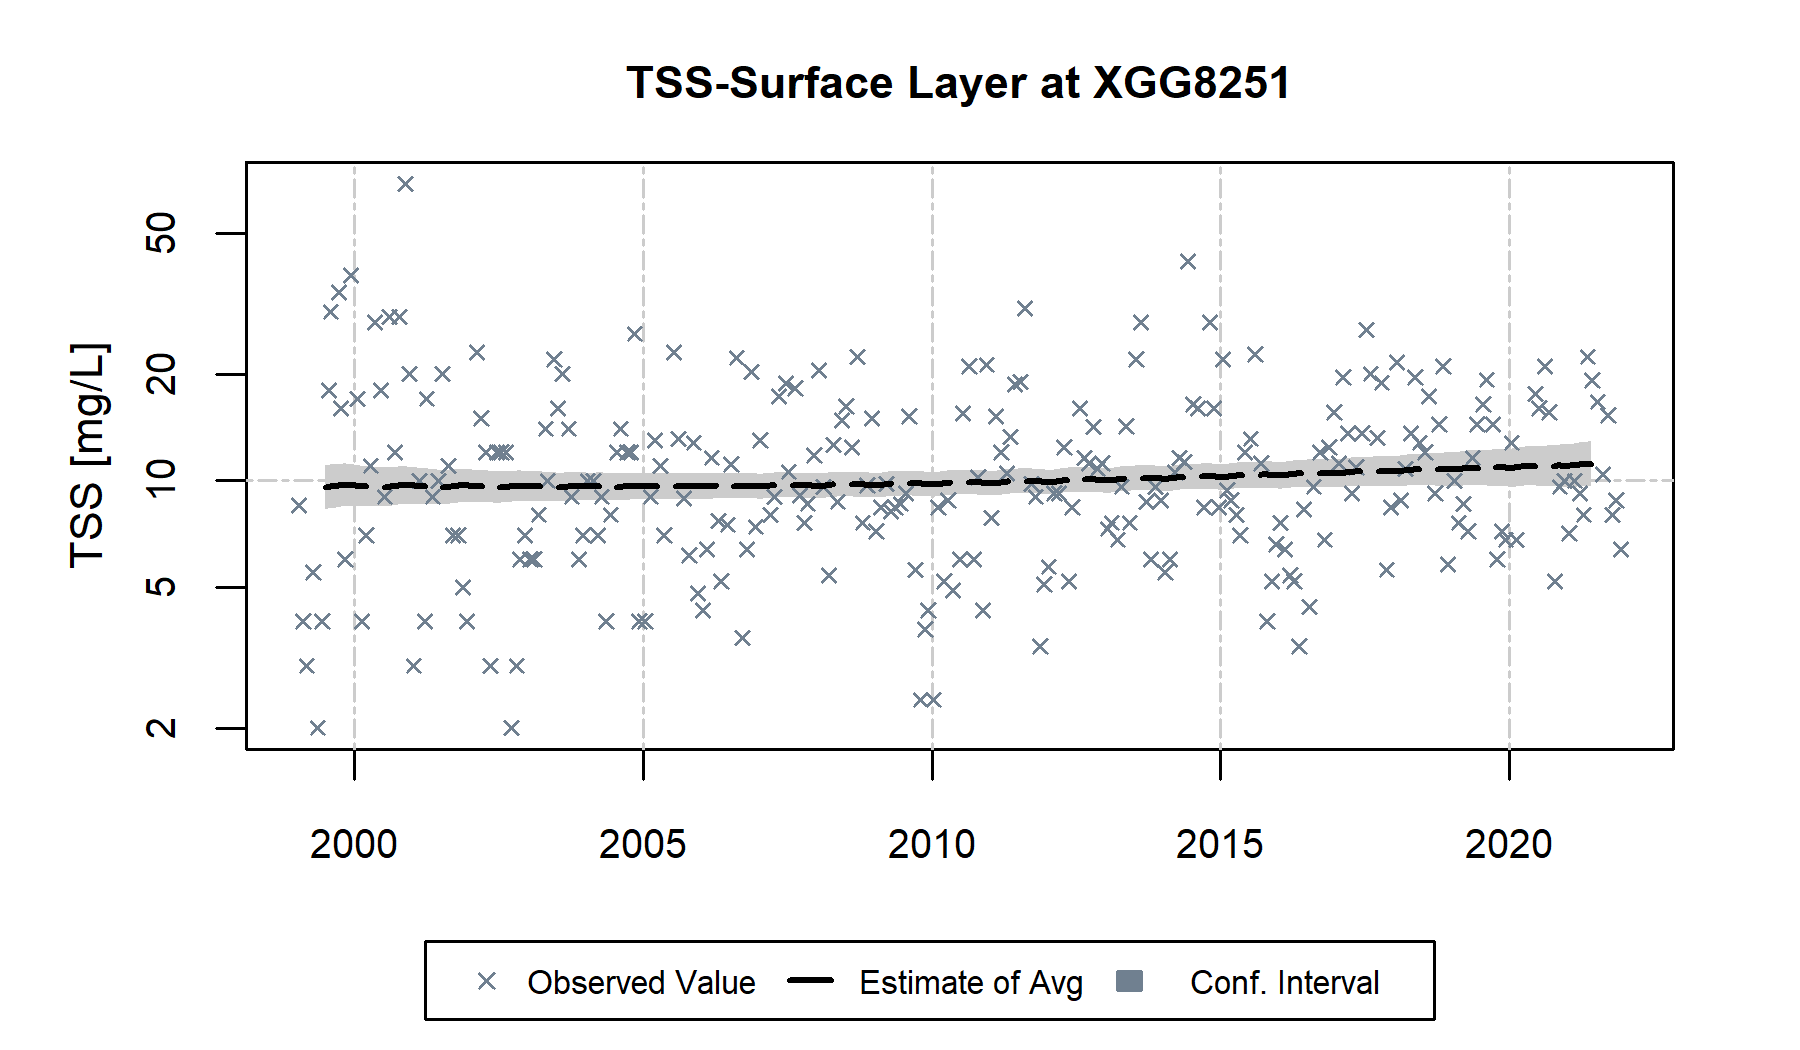 TSS-Surface Layer at XGG8251
TSS [mg/L]
50
20
10
5
2
2000 2005 2010 2015 2020
Observed Value Estimate of Avg Conf. Interval